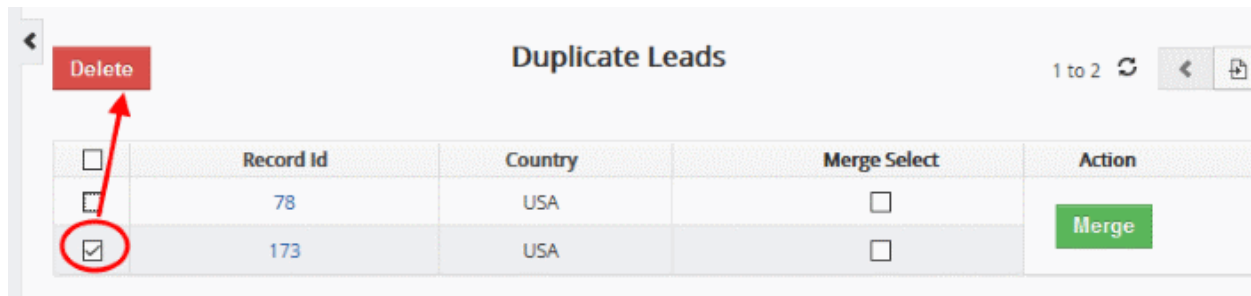 Duplicate Leads
Delete
1 to 2
Record Id Country Merge Select Action
78 USA
Merge
173 USA